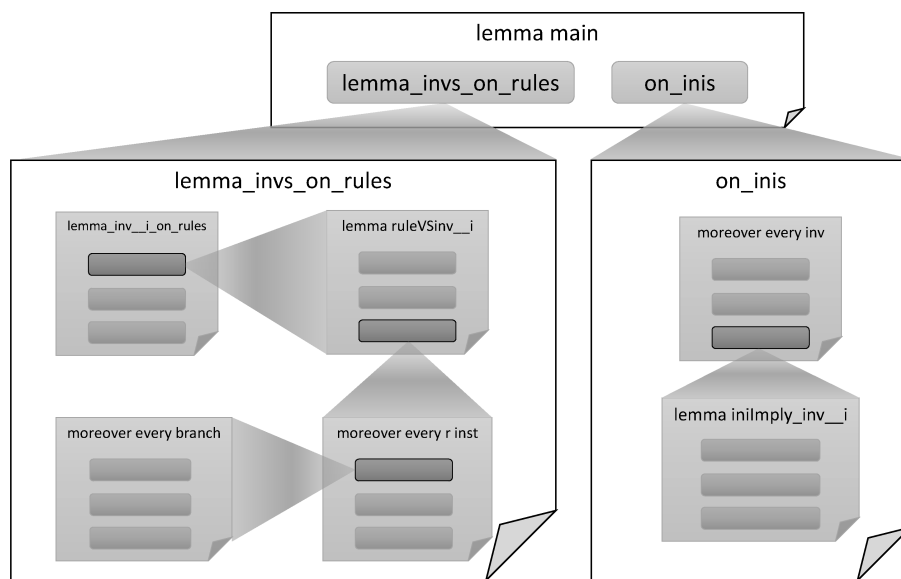 lemma main
lemma_invs_on_rules
on_inis
lemma_invs_on_rules
lemma_inv__i_on_rules
lemma ruleVSinv__i
moreover every branch
moreover every r inst
on_inis
moreover every inv
lemma iniImply_inv__i